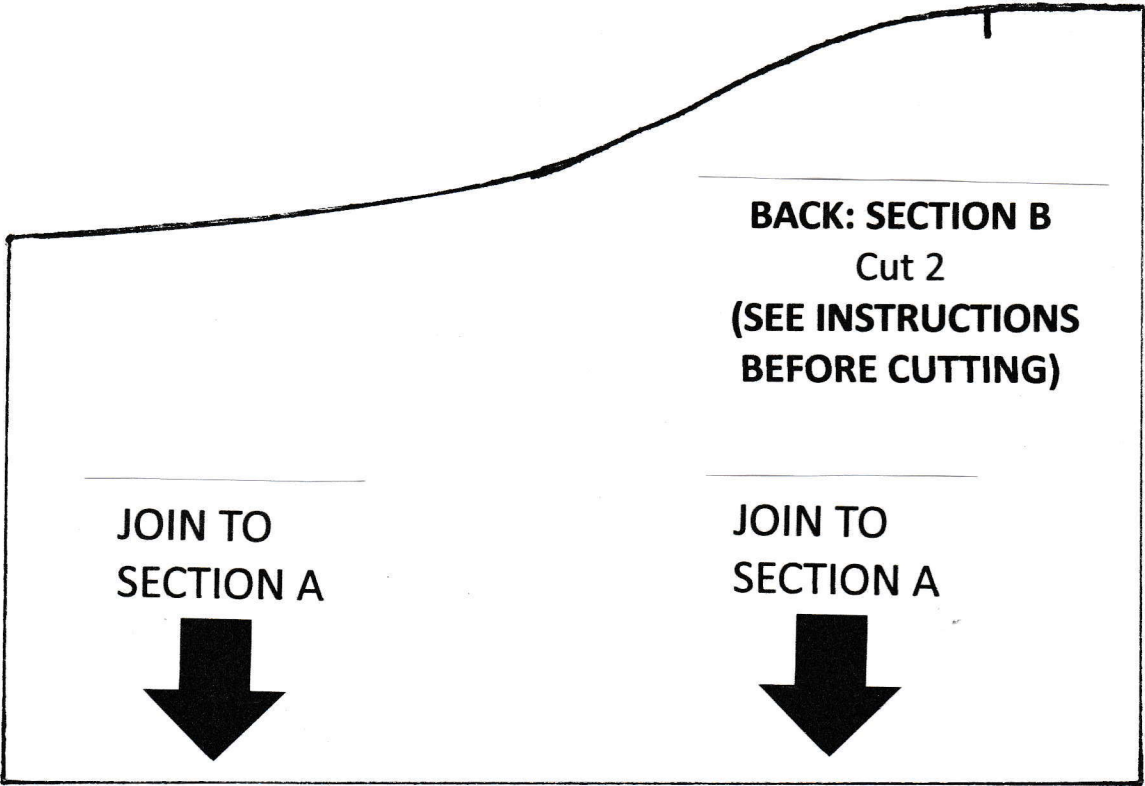 BACK: SECTION B
Cut 2
(SEE INSTRUCTIONS
BEFORE CUTTING)
JOIN TO
SECTION A
JOIN TO
SECTION A